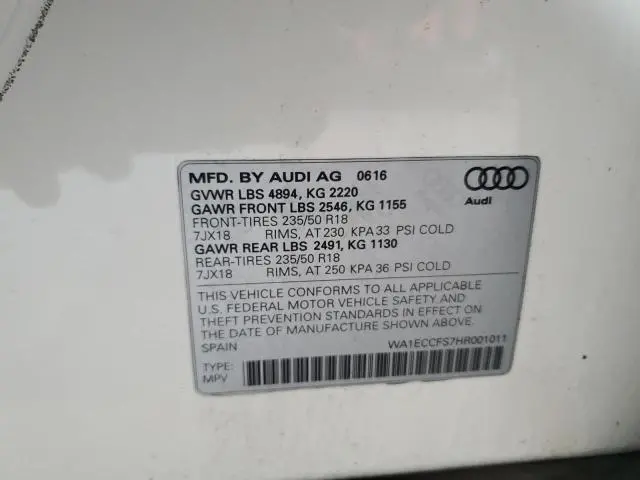 MFD. BY AUDI AG 0616
GVWR LBS 4894, KG 2220
GAWR FRONT LBS 2546, KG 1155
FRONT-TIRES 235/50 R18
7JX18 RIMS, AT 230 KPA 33 PSI COLD
GAWR REAR LBS 2491, KG 1130
REAR-TIRES 235/50 R18
7JX18 RIMS, AT 250 KPA 36 PSI COLD
Audi
THIS VEHICLE CONFORMS TO ALL APPLICABLE
U.S. FEDERAL MOTOR VEHICLE SAFETY AND
THEFT PREVENTION STANDARDS IN EFFECT ON
THE DATE OF MANUFACTURE SHOWN ABOVE.
SPAIN WA1ECCFS7HR001011
TYPE:
MPV